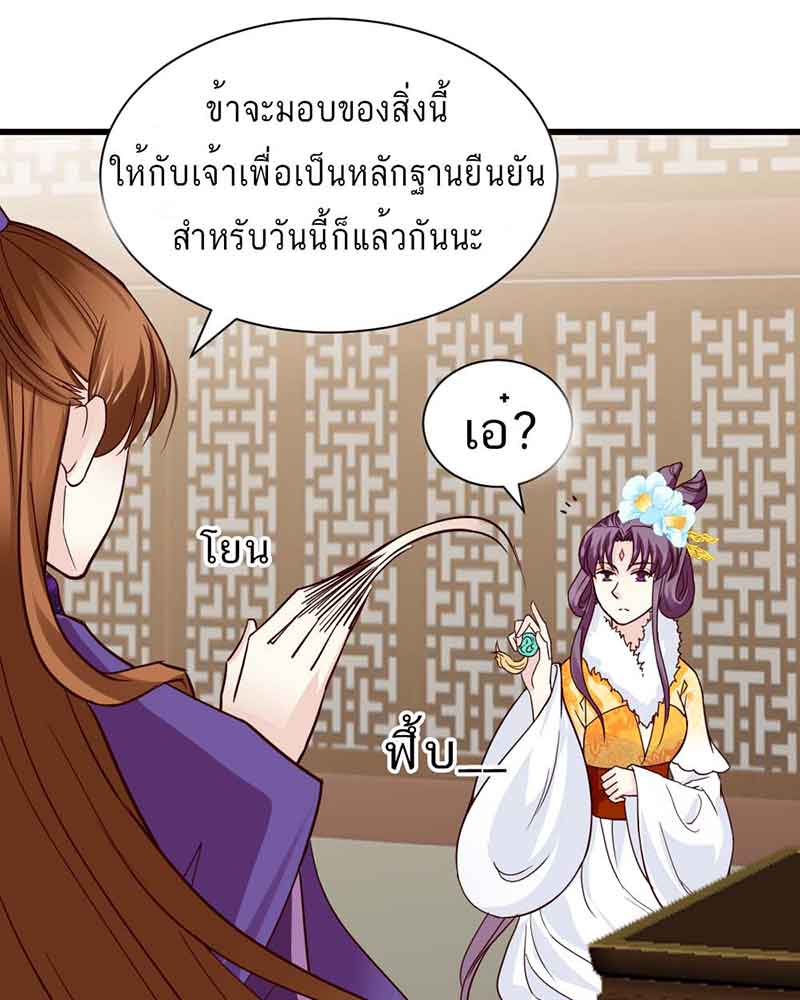 ข้าจะมอบของสิ่งนี้
ให้กับเจ้าเพื่อเป็นหลักฐานยืนยัน
สำหรับวันนี้ก็แล้วกันนะ
เอ๋?
โยน
ฟึ้บ__